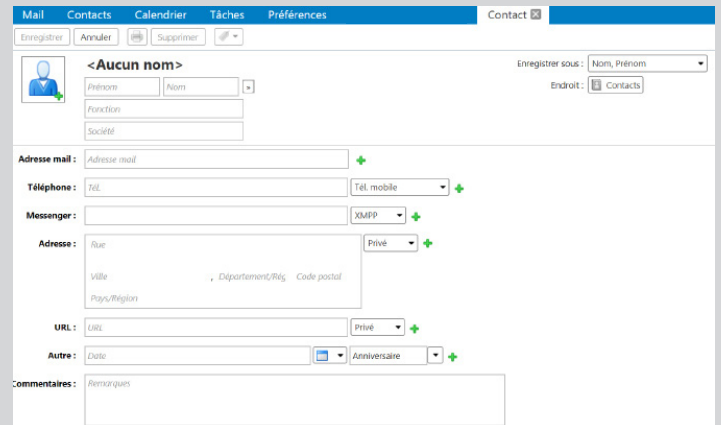 Mail Contacts Calendrier Tâches Préférences Contact
Enregistrer Annuler Supprimer
<Aucun nom> Enregistrer sous : Nom, Prénom
Prénom Nom » Endroit : Contacts
Fonction
Société
Adresse mail : Adresse mail
Téléphone : Tél. Tél. mobile
Messenger : XMPP
Adresse : Rue Privé
Ville , Département/Rég Code postal
Pays/Région
URL : URL Privé
Autre : Date Anniversaire
Commentaires : Remarques